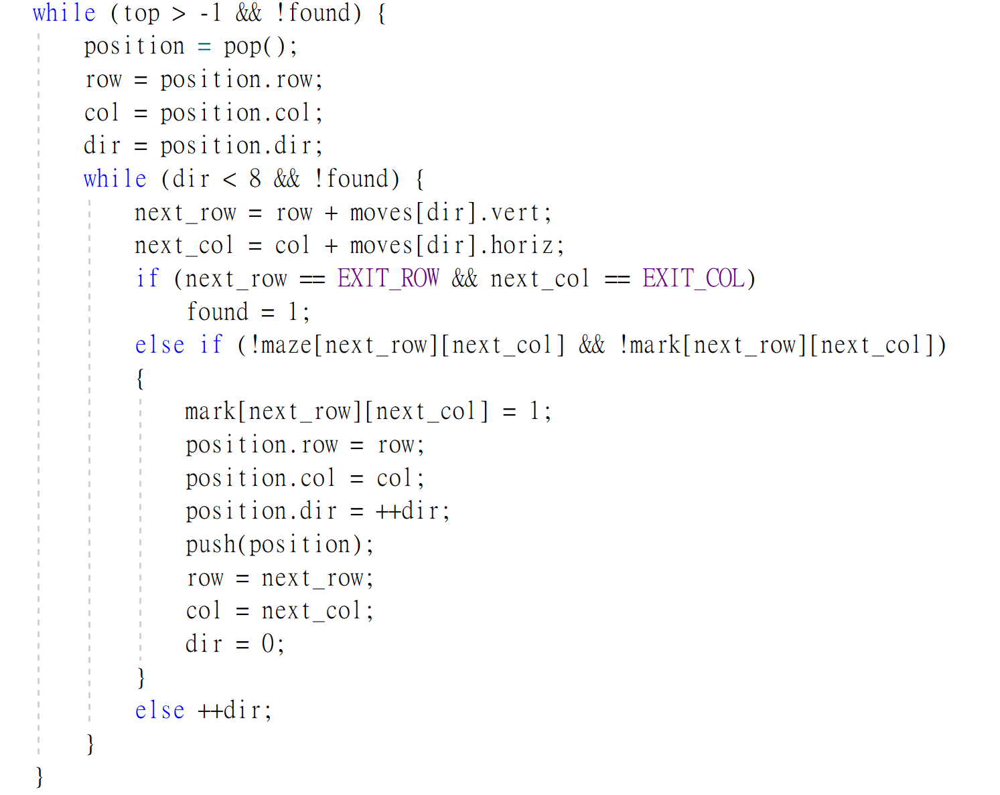 while (top > -1 && !found) {
    position = pop();
    row = position.row;
    col = position.col;
    dir = position.dir;
    while (dir < 8 && !found) {
        next_row = row + moves[dir].vert;
        next_col = col + moves[dir].horiz;
        if (next_row == EXIT_ROW && next_col == EXIT_COL)
            found = 1;
        else if (!maze[next_row][next_col] && !mark[next_row][next_col])
        {
            mark[next_row][next_col] = 1;
            position.row = row;
            position.col = col;
            position.dir = ++dir;
            push(position);
            row = next_row;
            col = next_col;
            dir = 0;
        }
        else ++dir;
    }
}